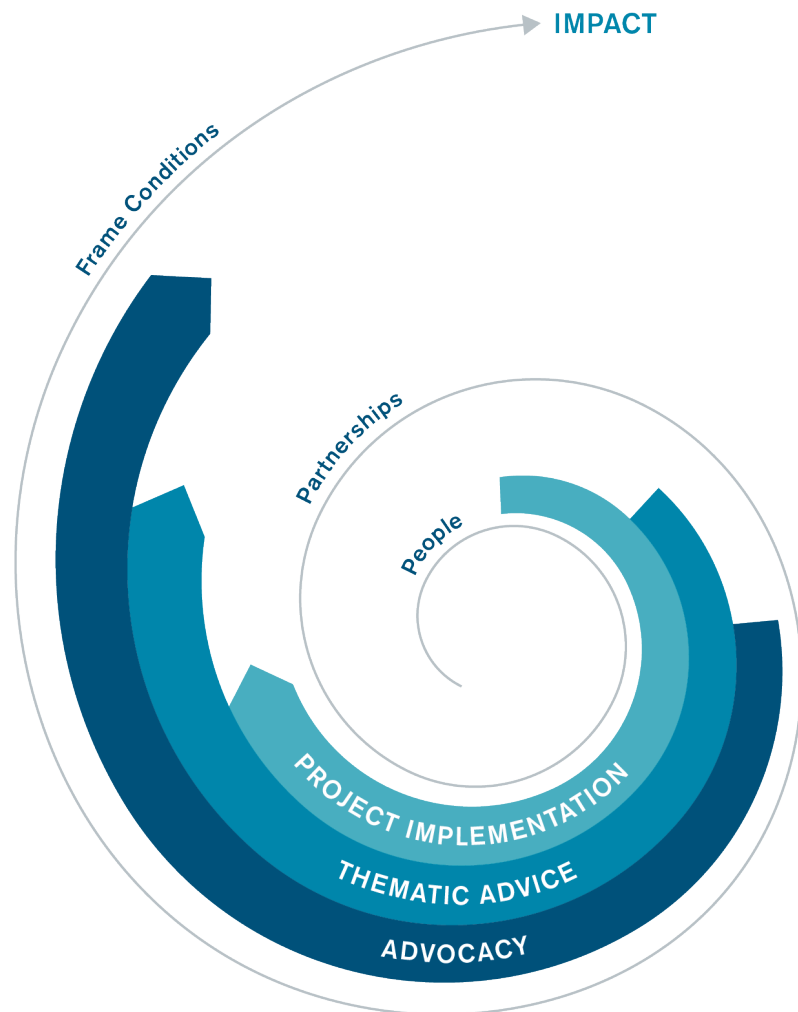 IMPACT
Frame Conditions
Partnerships
People
PROJECT IMPLEMENTATION
THEMATIC ADVICE
ADVOCACY